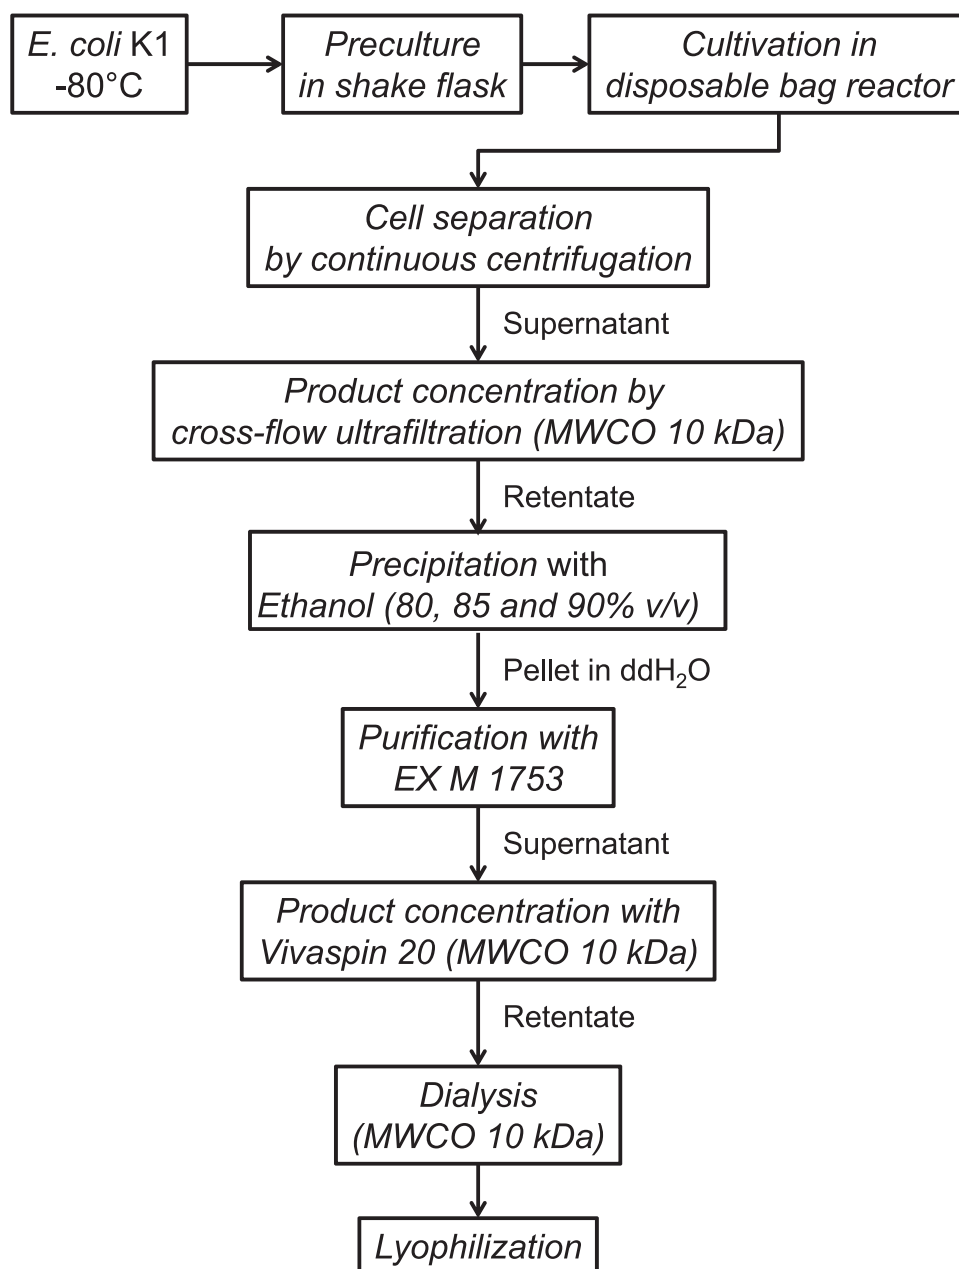 E. coli K1
-80°C
Preculture
in shake flask
Cultivation in
disposable bag reactor
Cell separation
by continuous centrifugation
Supernatant
Product concentration by
cross-flow ultrafiltration (MWCO 10 kDa)
Retentate
Precipitation with
Ethanol (80, 85 and 90% v/v)
Pellet in ddH₂O
Purification with
EX M 1753
Supernatant
Product concentration with
Vivaspin 20 (MWCO 10 kDa)
Retentate
Dialysis
(MWCO 10 kDa)
Lyophilization